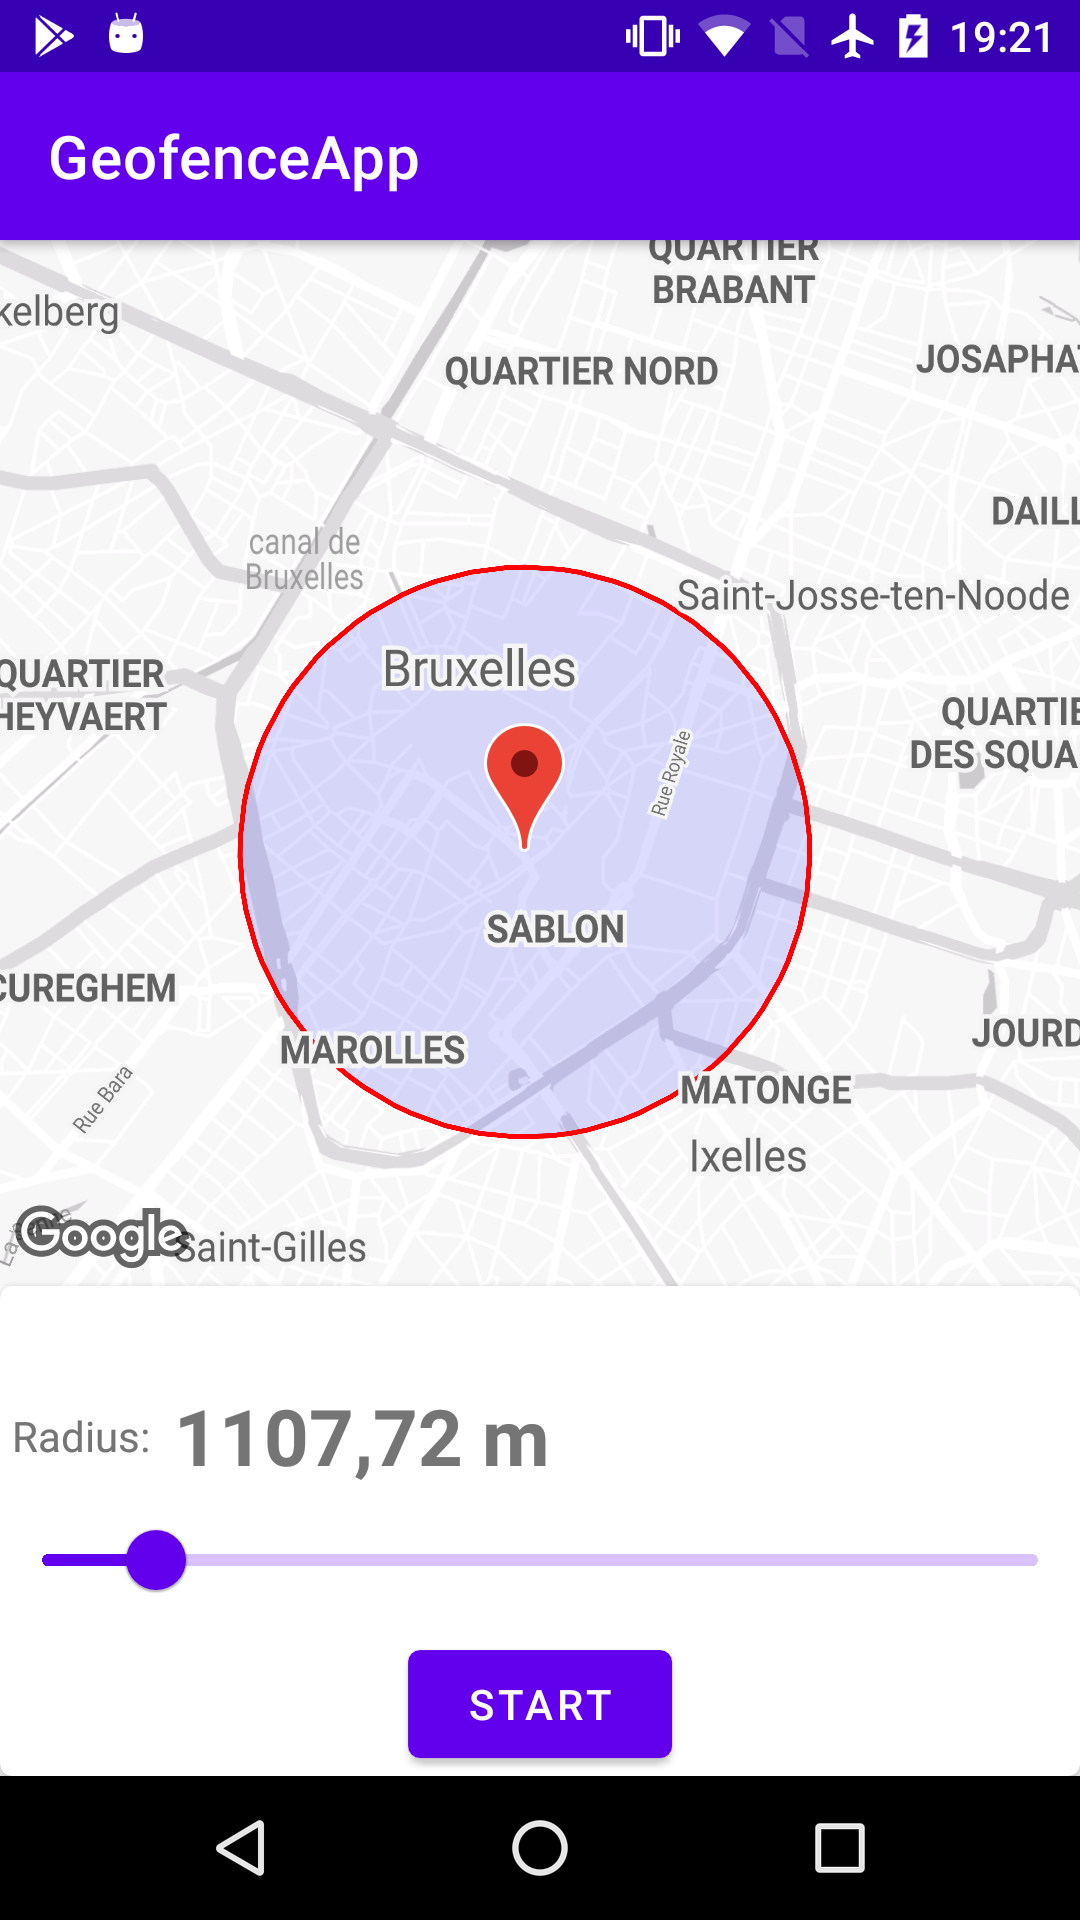 19:21
GeofenceApp
QUARTIER
BRABANT
kelberg
QUARTIER NORD
JOSAPHAT
DAILL
canal de
Bruxelles
Saint-Josse-ten-Noode
Bruxelles
QUARTIER
HEYVAERT
QUARTIE
DES SQUA
Rue Royale
SABLON
CUREGHEM
JOURD
MAROLLES
MATONGE
Rue Bara
Ixelles
Google
Saint-Gilles
Radius: 1107,72 m
START